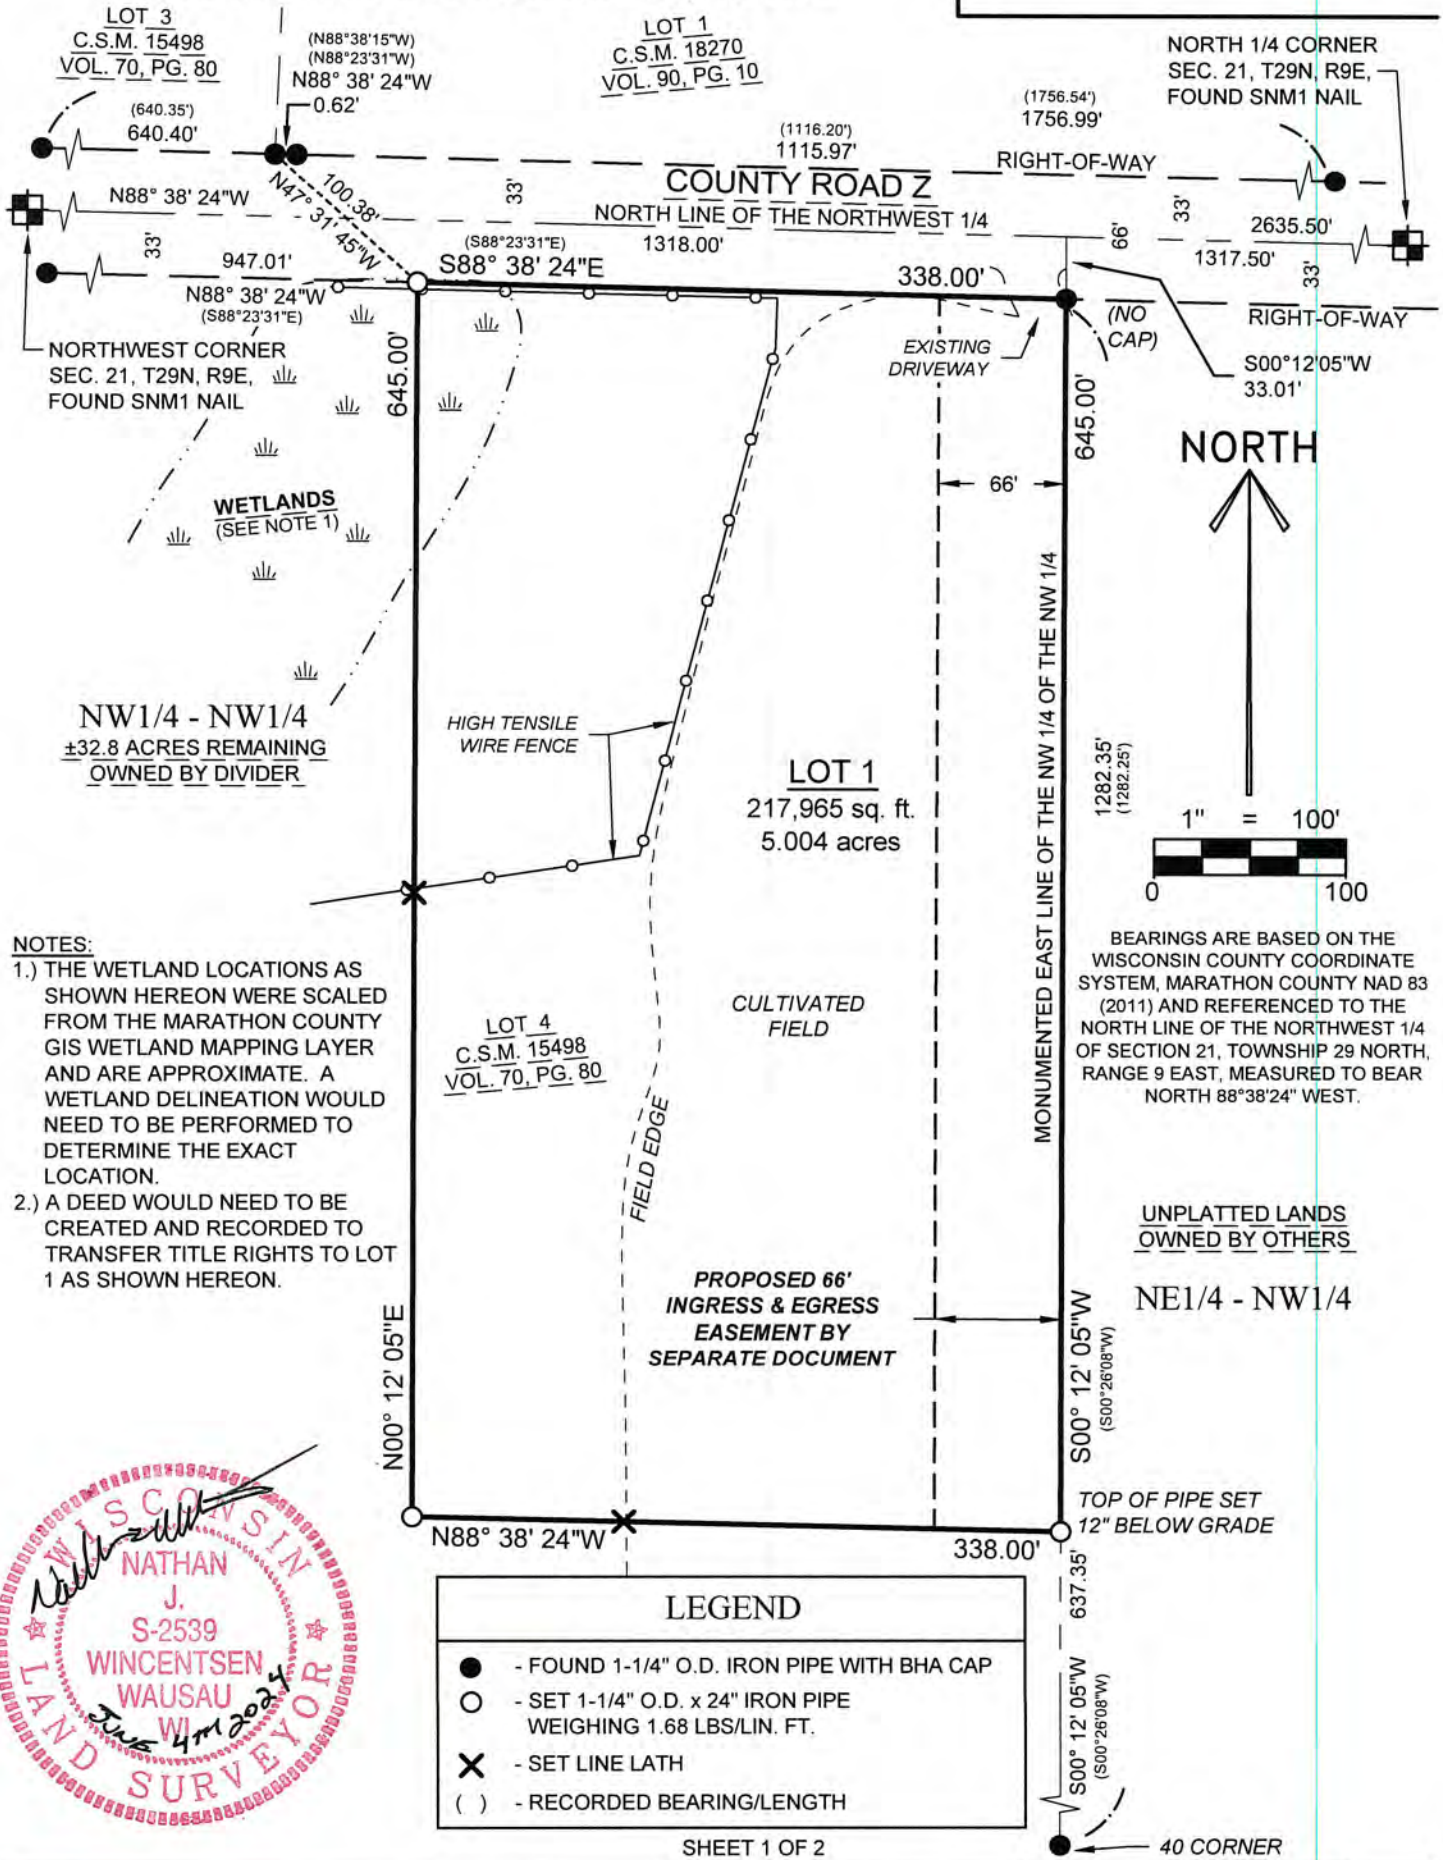 LOT 3
C.S.M. 15498
VOL. 70, PG. 80
(N88°38'15"W)
(N88°23'31"W)
N88° 38' 24"W
0.62'
LOT 1
C.S.M. 18270
VOL. 90, PG. 10
NORTH 1/4 CORNER
SEC. 21, T29N, R9E,
FOUND SNM1 NAIL
(640.35')
640.40'
(1116.20')
1115.97'
(1756.54')
1756.99'
RIGHT-OF-WAY
N88° 38' 24"W
100.38'
N47° 31' 45"W
33'
COUNTY ROAD Z
NORTH LINE OF THE NORTHWEST 1/4
33'
66'
2635.50'
1317.50'
33'
33'
947.01'
N88° 38' 24"W
(S88°23'31"E)
(S88°23'31"E)
1318.00'
S88° 38' 24"E
338.00'
RIGHT-OF-WAY
(NO
CAP)
EXISTING
DRIVEWAY
S00°12'05"W
33.01'
NORTHWEST CORNER
SEC. 21, T29N, R9E,
FOUND SNM1 NAIL
645.00'
645.00'
NORTH
66'
WETLANDS
(SEE NOTE 1)
NW1/4 - NW1/4
±32.8 ACRES REMAINING
OWNED BY DIVIDER
HIGH TENSILE
WIRE FENCE
LOT 1
217,965 sq. ft.
5.004 acres
MONUMENTED EAST LINE OF THE NW 1/4 OF THE NW 1/4
1282.35'
(1282.25')
1" = 100'
0 100
BEARINGS ARE BASED ON THE
WISCONSIN COUNTY COORDINATE
SYSTEM, MARATHON COUNTY NAD 83
(2011) AND REFERENCED TO THE
NORTH LINE OF THE NORTHWEST 1/4
OF SECTION 21, TOWNSHIP 29 NORTH,
RANGE 9 EAST, MEASURED TO BEAR
NORTH 88°38'24" WEST.
NOTES:
1.) THE WETLAND LOCATIONS AS
SHOWN HEREON WERE SCALED
FROM THE MARATHON COUNTY
GIS WETLAND MAPPING LAYER
AND ARE APPROXIMATE. A
WETLAND DELINEATION WOULD
NEED TO BE PERFORMED TO
DETERMINE THE EXACT
LOCATION.
2.) A DEED WOULD NEED TO BE
CREATED AND RECORDED TO
TRANSFER TITLE RIGHTS TO LOT
1 AS SHOWN HEREON.
LOT 4
C.S.M. 15498
VOL. 70, PG. 80
CULTIVATED
FIELD
FIELD EDGE
UNPLATTED LANDS
OWNED BY OTHERS
NE1/4 - NW1/4
PROPOSED 66'
INGRESS & EGRESS
EASEMENT BY
SEPARATE DOCUMENT
N00° 12' 05"E
S00° 12' 05"W
(S00°26'08"W)
N88° 38' 24"W
338.00'
TOP OF PIPE SET
12" BELOW GRADE
637.35'
S00° 12' 05"W
(S00°26'08"W)
40 CORNER
WISCONSIN
NATHAN
J.
S-2539
WINCENTSEN
WAUSAU
WI
JUNE 4TH 2024
LAND SURVEYOR
LEGEND
- FOUND 1-1/4" O.D. IRON PIPE WITH BHA CAP
- SET 1-1/4" O.D. x 24" IRON PIPE
WEIGHING 1.68 LBS/LIN. FT.
- SET LINE LATH
( ) - RECORDED BEARING/LENGTH
SHEET 1 OF 2